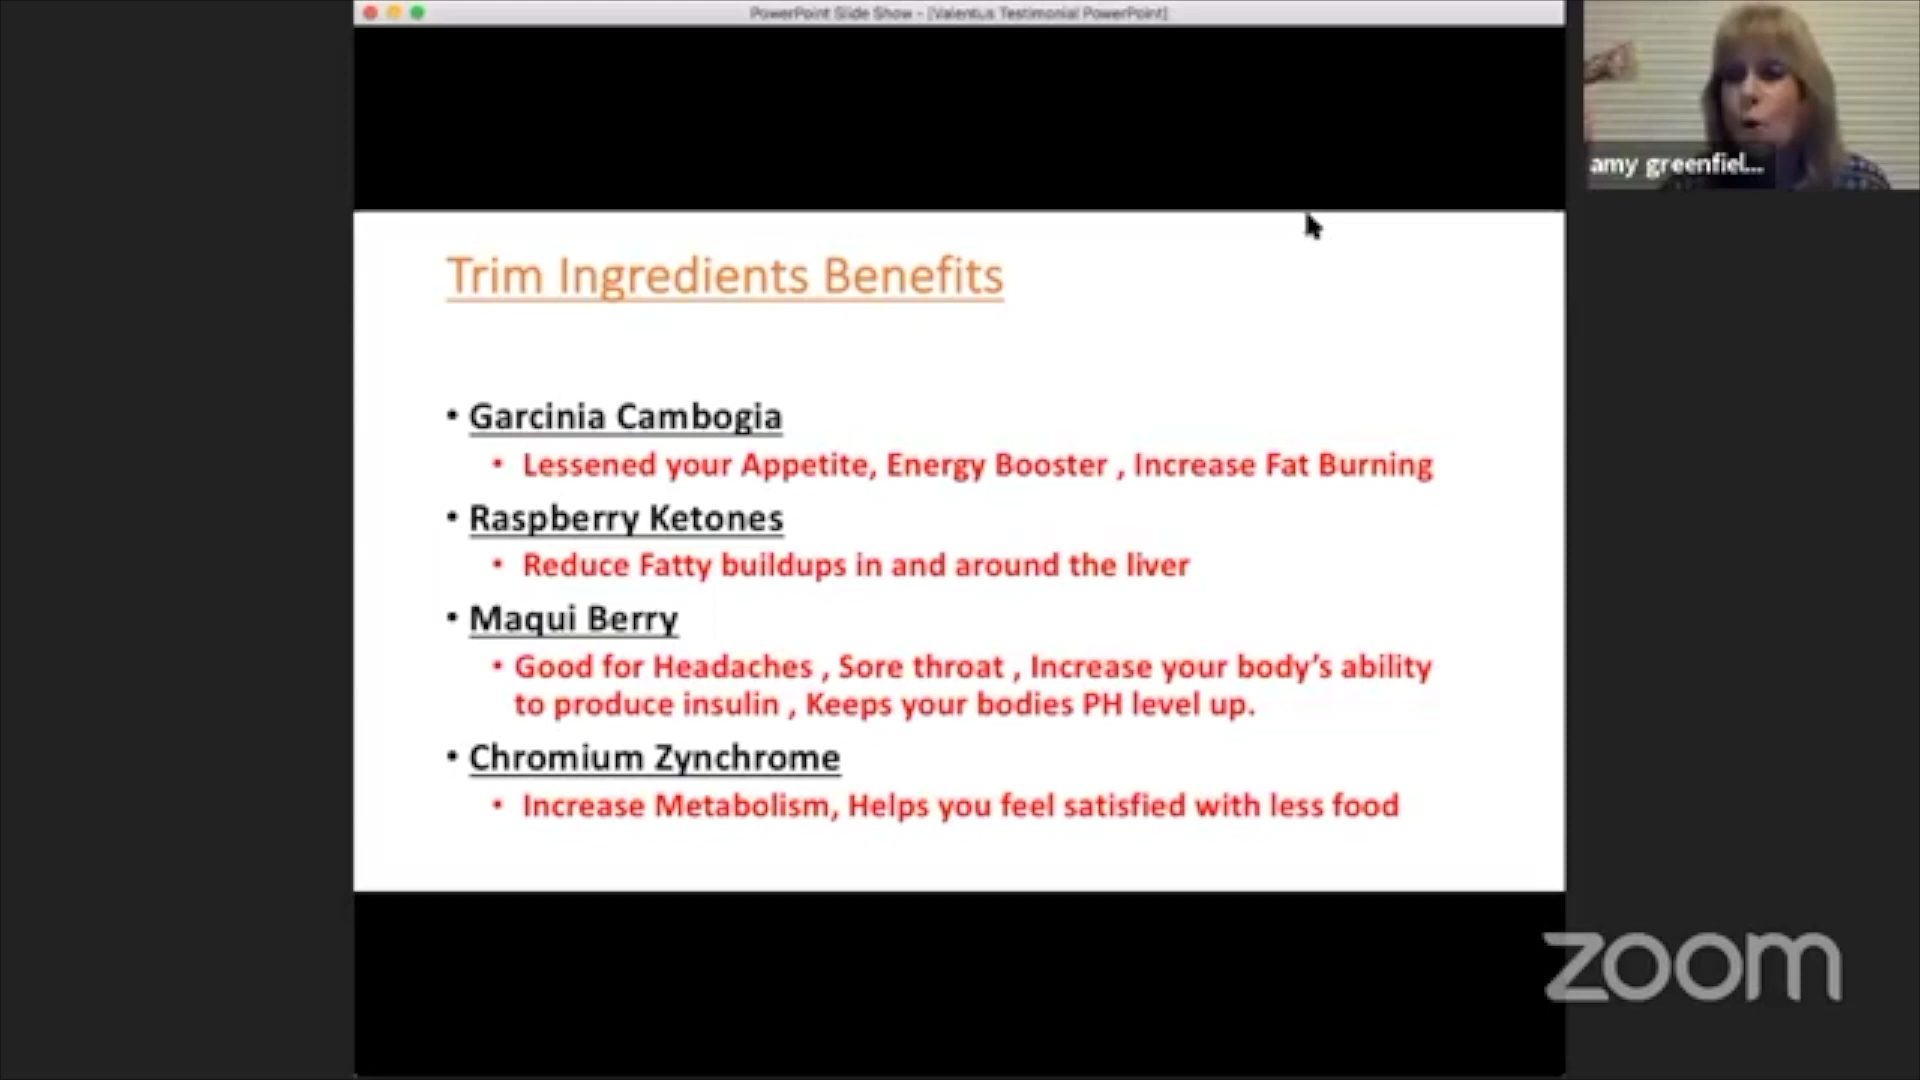 PowerPoint Slide Show - [Valentus Testimonial PowerPoint]
amy greenfiel...
Trim Ingredients Benefits
• Garcinia Cambogia
• Lessened your Appetite, Energy Booster , Increase Fat Burning
• Raspberry Ketones
• Reduce Fatty buildups in and around the liver
• Maqui Berry
• Good for Headaches , Sore throat , Increase your body's ability
to produce insulin , Keeps your bodies PH level up.
• Chromium Zynchrome
• Increase Metabolism, Helps you feel satisfied with less food
zoom